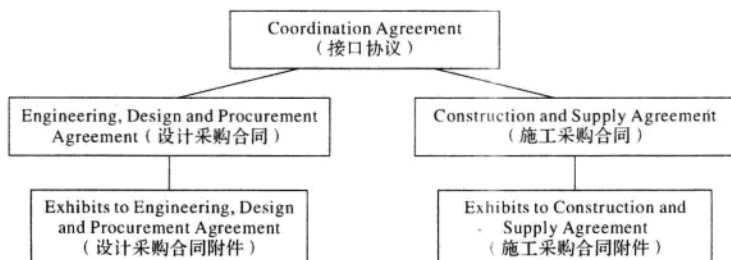 Coordination Agreement
（接口协议）
Engineering, Design and Procurement
Agreement（设计采购合同）
Construction and Supply Agreement
（施工采购合同）
Exhibits to Engineering, Design
and Procurement Agreement
（设计采购合同附件）
Exhibits to Construction and
Supply Agreement
（施工采购合同附件）